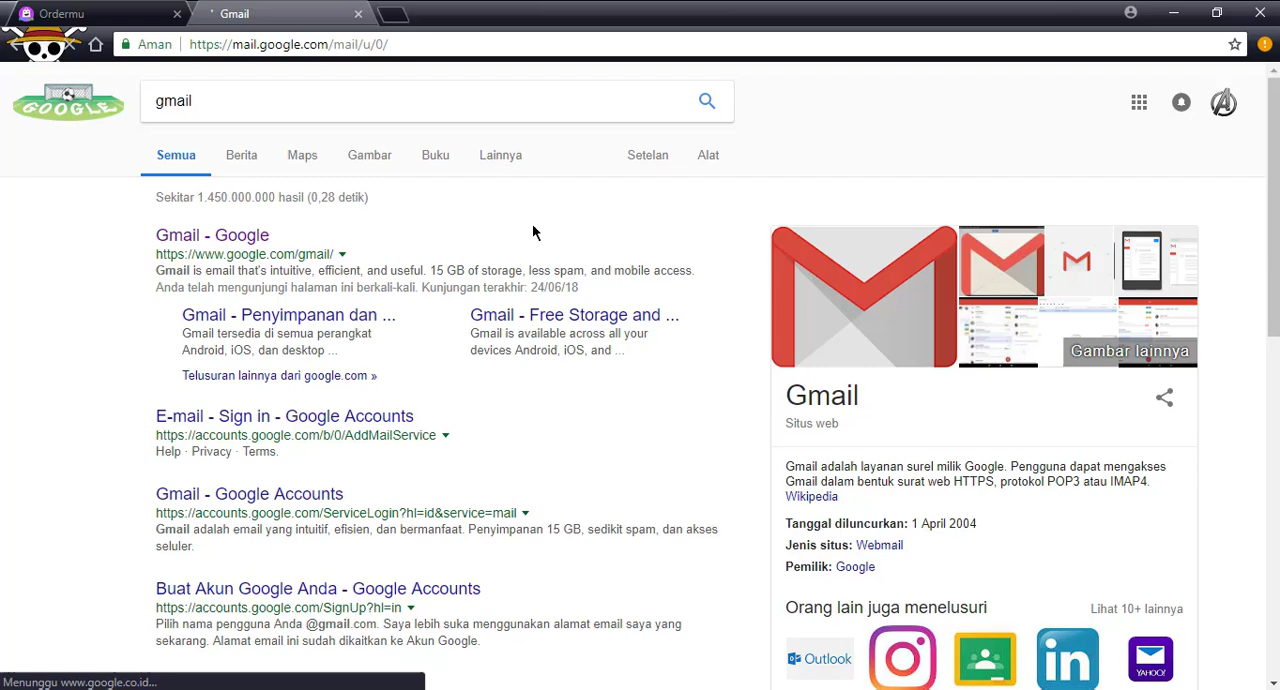 Ordermu
Gmail
Aman
https://mail.google.com/mail/u/0/
GOOGLE
gmail
Semua
Berita
Maps
Gambar
Buku
Lainnya
Setelan
Alat
Sekitar 1.450.000.000 hasil (0,28 detik)
Gmail - Google
https://www.google.com/gmail/
Gmail is email that's intuitive, efficient, and useful. 15 GB of storage, less spam, and mobile access.
Anda telah mengunjungi halaman ini berkali-kali. Kunjungan terakhir: 24/06/18
Gmail - Penyimpanan dan ...
Gmail tersedia di semua perangkat
Android, iOS, dan desktop ...
Gmail - Free Storage and ...
Gmail is available across all your
devices Android, iOS, and ...
Telusuran lainnya dari google.com »
E-mail - Sign in - Google Accounts
https://accounts.google.com/b/0/AddMailService
Help · Privacy · Terms.
Gmail - Google Accounts
https://accounts.google.com/ServiceLogin?hl=id&service=mail
Gmail adalah email yang intuitif, efisien, dan bermanfaat. Penyimpanan 15 GB, sedikit spam, dan akses
seluler.
Buat Akun Google Anda - Google Accounts
https://accounts.google.com/SignUp?hl=in
Pilih nama pengguna Anda @gmail.com. Saya lebih suka menggunakan alamat email saya yang
sekarang. Alamat email ini sudah dikaitkan ke Akun Google.
Gambar lainnya
Gmail
Situs web
Gmail adalah layanan surel milik Google. Pengguna dapat mengakses
Gmail dalam bentuk surat web HTTPS, protokol POP3 atau IMAP4.
Wikipedia
Tanggal diluncurkan: 1 April 2004
Jenis situs: Webmail
Pemilik: Google
Orang lain juga menelusuri
Lihat 10+ lainnya
Outlook
in
YAHOO!
Menunggu www.google.co.id...